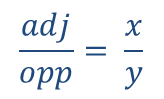 adj/opp = x/y